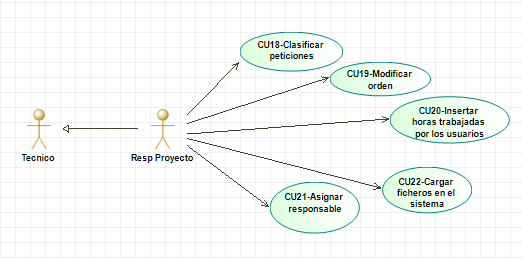 CU18-Clasificar
peticiones
CU19-Modificar
orden
CU20-Insertar
horas trabajadas
por los usuarios
Tecnico
Resp Proyecto
CU22-Cargar
ficheros en el
sistema
CU21-Asignar
responsable